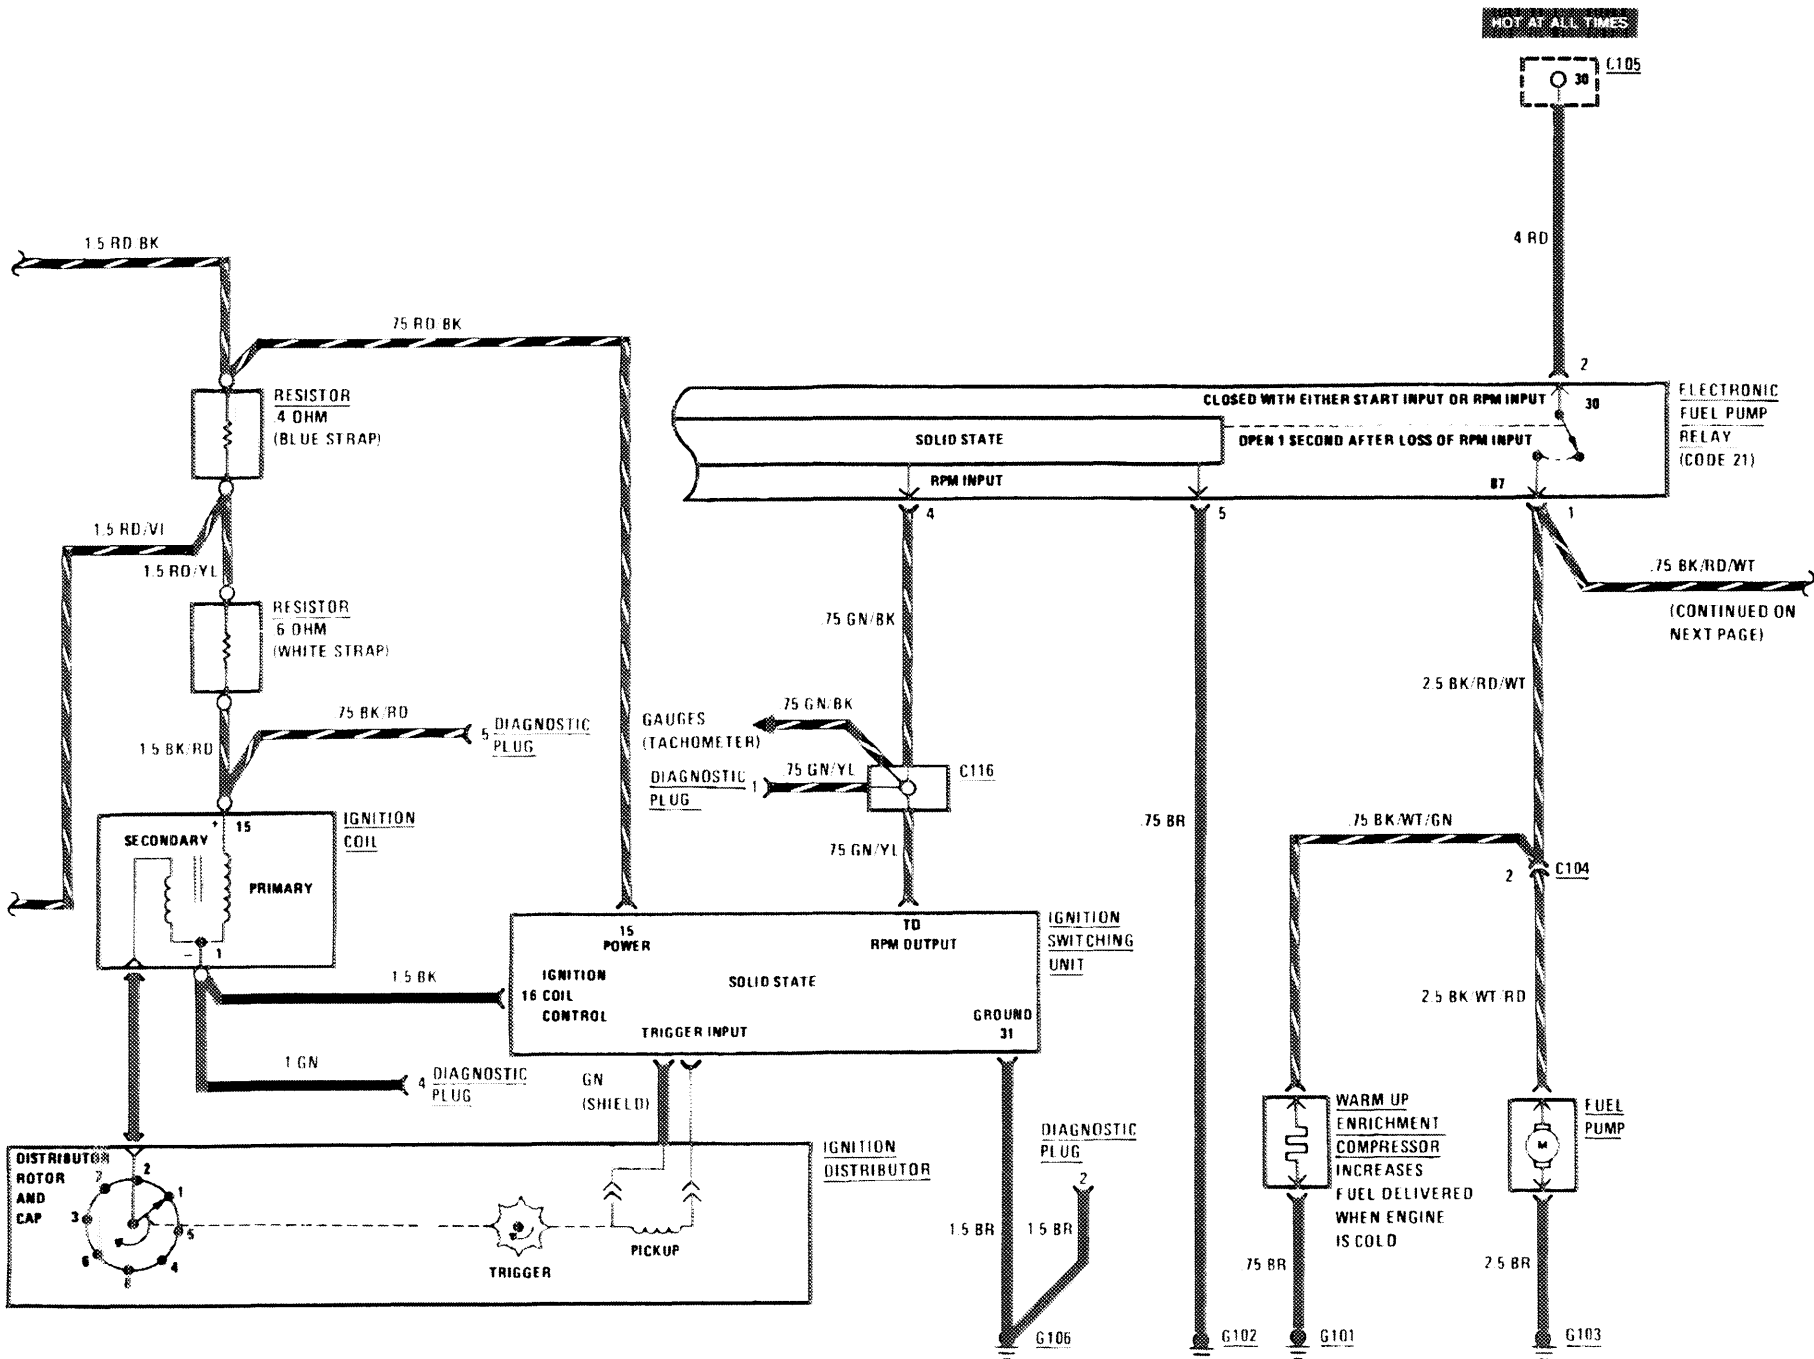 HOT AT ALL TIMES
30
C105
4 RD
2
1.5 RD BK
.75 RD BK
RESISTOR
.4 OHM
(BLUE STRAP)
CLOSED WITH EITHER START INPUT OR RPM INPUT
30
ELECTRONIC
FUEL PUMP
RELAY
(CODE 21)
SOLID STATE
OPEN 1 SECOND AFTER LOSS OF RPM INPUT
RPM INPUT
87
4
5
1
1.5 RD/VI
1.5 RD/YL
.75 BK/RD/WT
(CONTINUED ON
NEXT PAGE)
RESISTOR
.6 OHM
(WHITE STRAP)
.75 GN/BK
2.5 BK/RD/WT
.75 BK/RD
5 DIAGNOSTIC
PLUG
1.5 BK/RD
GAUGES
(TACHOMETER)
.75 GN/BK
DIAGNOSTIC
PLUG
1
.75 GN/YL
C116
.75 BR
.75 BK/WT/GN
75 GN/YL
2
C104
+ 15
IGNITION
COIL
SECONDARY
PRIMARY
– 1
1.5 BK
15
POWER
TD
RPM OUTPUT
IGNITION
SWITCHING
UNIT
16
IGNITION
COIL
CONTROL
SOLID STATE
TRIGGER INPUT
GROUND
31
2.5 BK/WT/RD
1 GN
4 DIAGNOSTIC
PLUG
GN
(SHIELD)
DIAGNOSTIC
PLUG
2
WARM UP
ENRICHMENT
COMPRESSOR
INCREASES
FUEL DELIVERED
WHEN ENGINE
IS COLD
FUEL
PUMP
M
IGNITION
DISTRIBUTOR
DISTRIBUTOR
ROTOR
AND
CAP
2
7
1
3
5
6
4
8
TRIGGER
PICKUP
1.5 BR
1.5 BR
.75 BR
2.5 BR
G106
G102
G101
G103